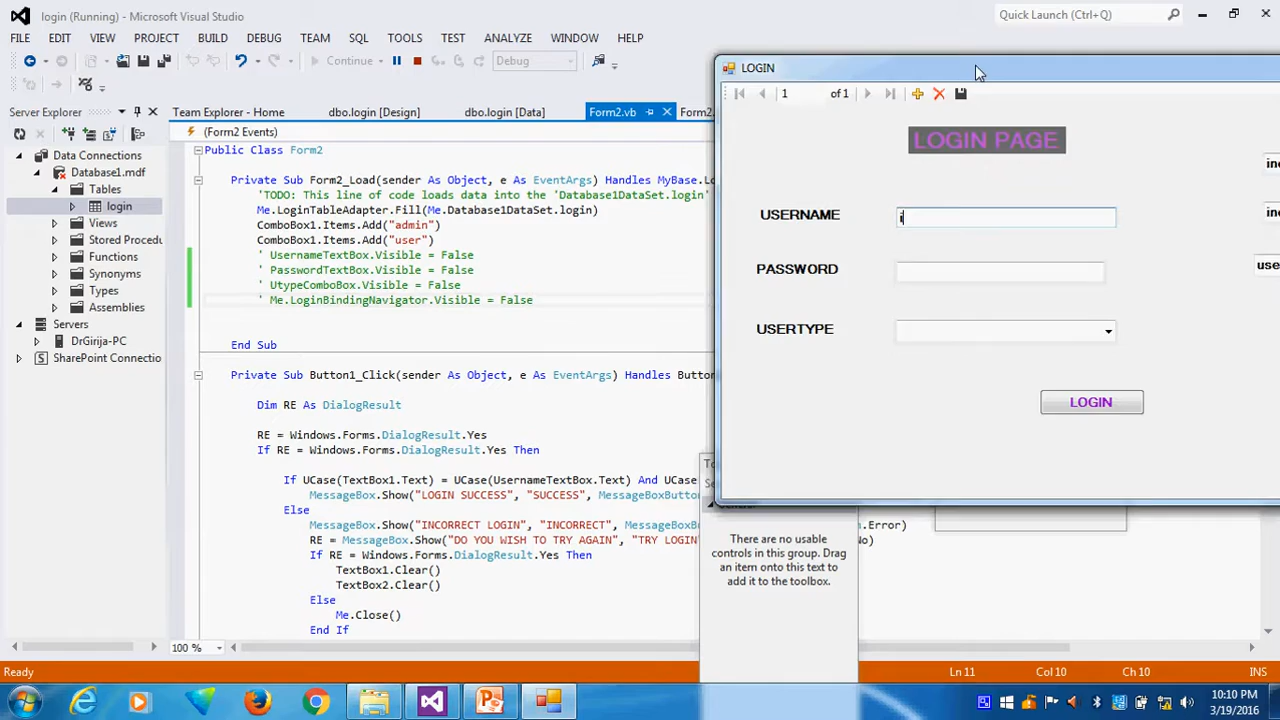 login (Running) - Microsoft Visual Studio
Quick Launch (Ctrl+Q)
FILE EDIT VIEW PROJECT BUILD DEBUG TEAM SQL TOOLS TEST ANALYZE WINDOW HELP
Continue Debug
Server Explorer
Team Explorer - Home dbo.login [Design] dbo.login [Data] Form2.vb Form2.
(Form2 Events)
Data Connections
Database1.mdf
Tables
login
Views
Stored Procedu
Functions
Synonyms
Types
Assemblies
Servers
DrGirija-PC
SharePoint Connectio
Public Class Form2
Private Sub Form2_Load(sender As Object, e As EventArgs) Handles MyBase.Lo
'TODO: This line of code loads data into the 'Database1DataSet.login'
Me.LoginTableAdapter.Fill(Me.Database1DataSet.login)
ComboBox1.Items.Add("admin")
ComboBox1.Items.Add("user")
' UsernameTextBox.Visible = False
' PasswordTextBox.Visible = False
' UtypeComboBox.Visible = False
' Me.LoginBindingNavigator.Visible = False
End Sub
Private Sub Button1_Click(sender As Object, e As EventArgs) Handles Button
Dim RE As DialogResult
RE = Windows.Forms.DialogResult.Yes
If RE = Windows.Forms.DialogResult.Yes Then
If UCase(TextBox1.Text) = UCase(UsernameTextBox.Text) And UCase
MessageBox.Show("LOGIN SUCCESS", "SUCCESS", MessageBoxButton
Else
MessageBox.Show("INCORRECT LOGIN", "INCORRECT", MessageBox
n.Error)
RE = MessageBox.Show("DO YOU WISH TO TRY AGAIN", "TRY LOGIN"
No)
If RE = Windows.Forms.DialogResult.Yes Then
TextBox1.Clear()
TextBox2.Clear()
Else
Me.Close()
End If
LOGIN
1 of 1
LOGIN PAGE
USERNAME i
PASSWORD
USERTYPE
LOGIN
ind
ind
use
There are no usable
controls in this group. Drag
an item onto this text to
add it to the toolbox.
100 %
Ready Ln 11 Col 10 Ch 10 INS
10:10 PM
3/19/2016